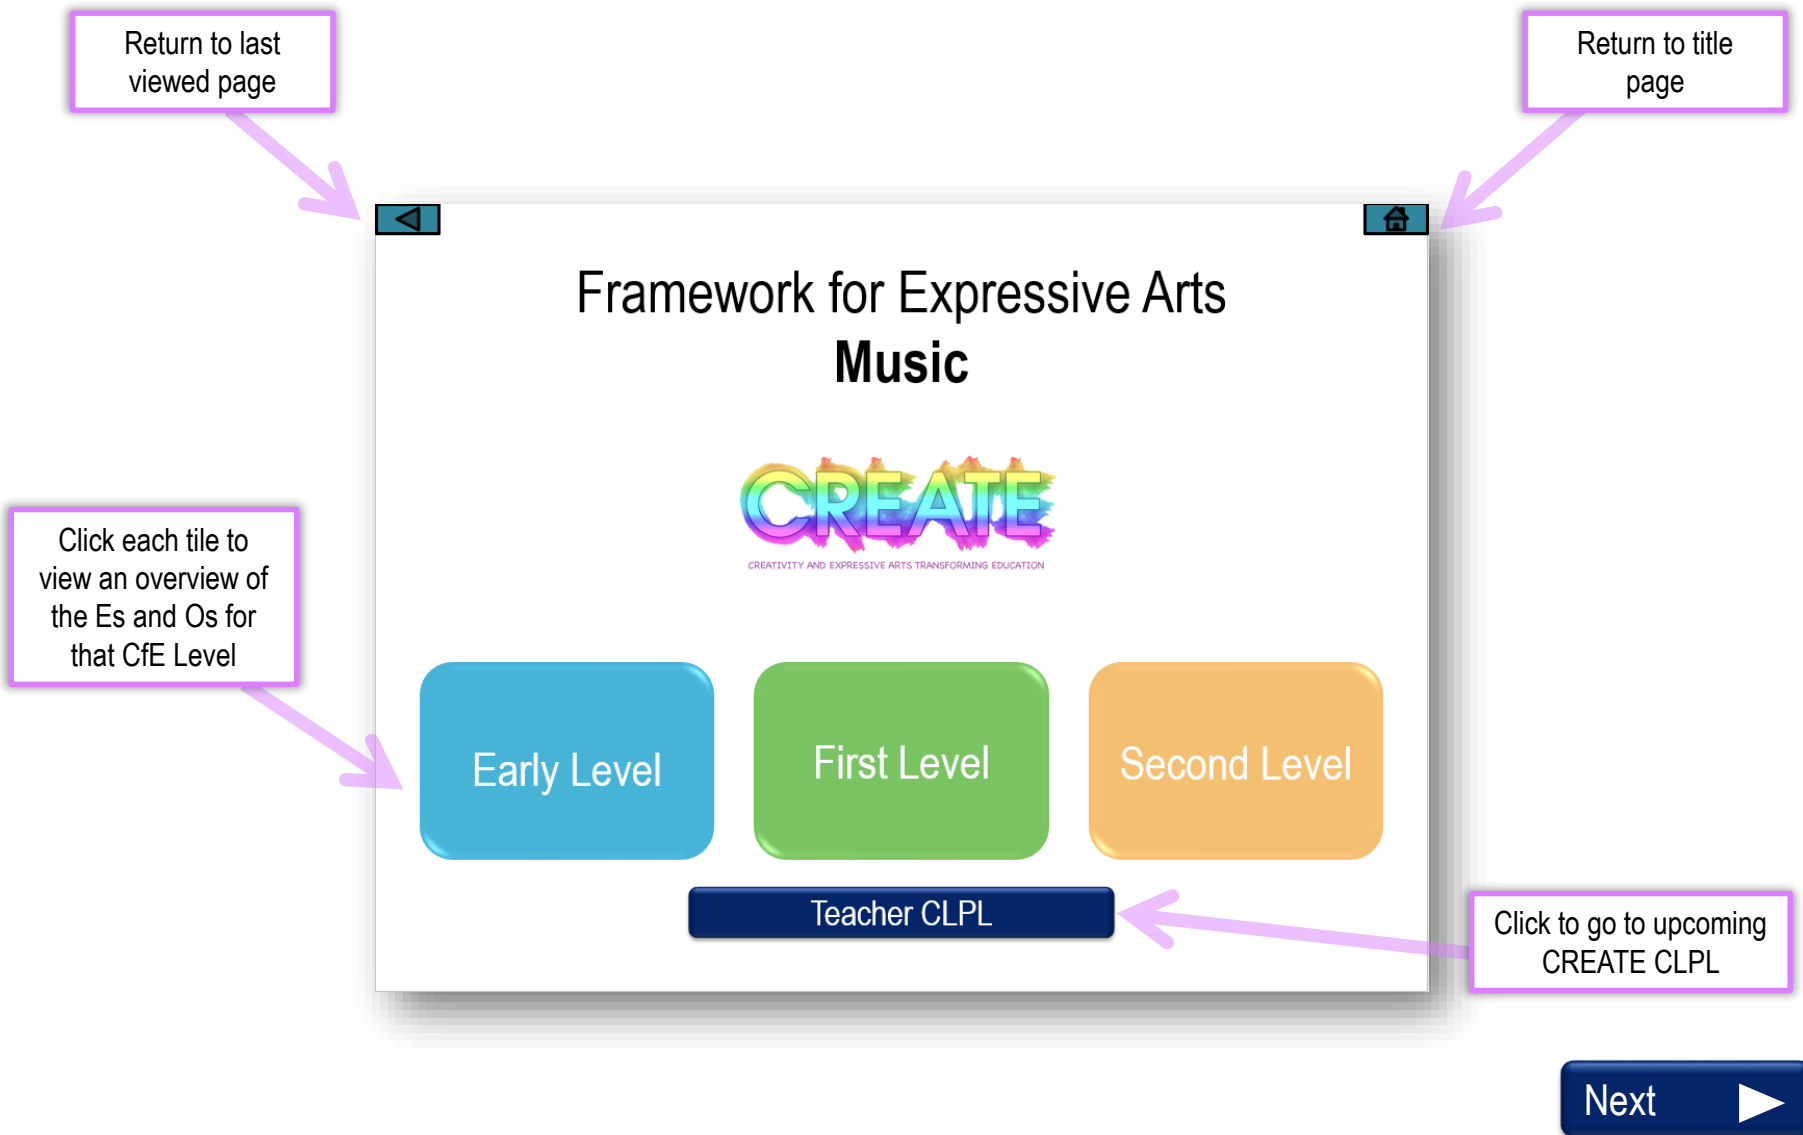 Return to last
viewed page
Return to title
page
Framework for Expressive Arts
Music
CREATE
CREATIVITY AND EXPRESSIVE ARTS TRANSFORMING EDUCATION
Click each tile to
view an overview of
the Es and Os for
that CfE Level
Early Level
First Level
Second Level
Teacher CLPL
Click to go to upcoming
CREATE CLPL
Next